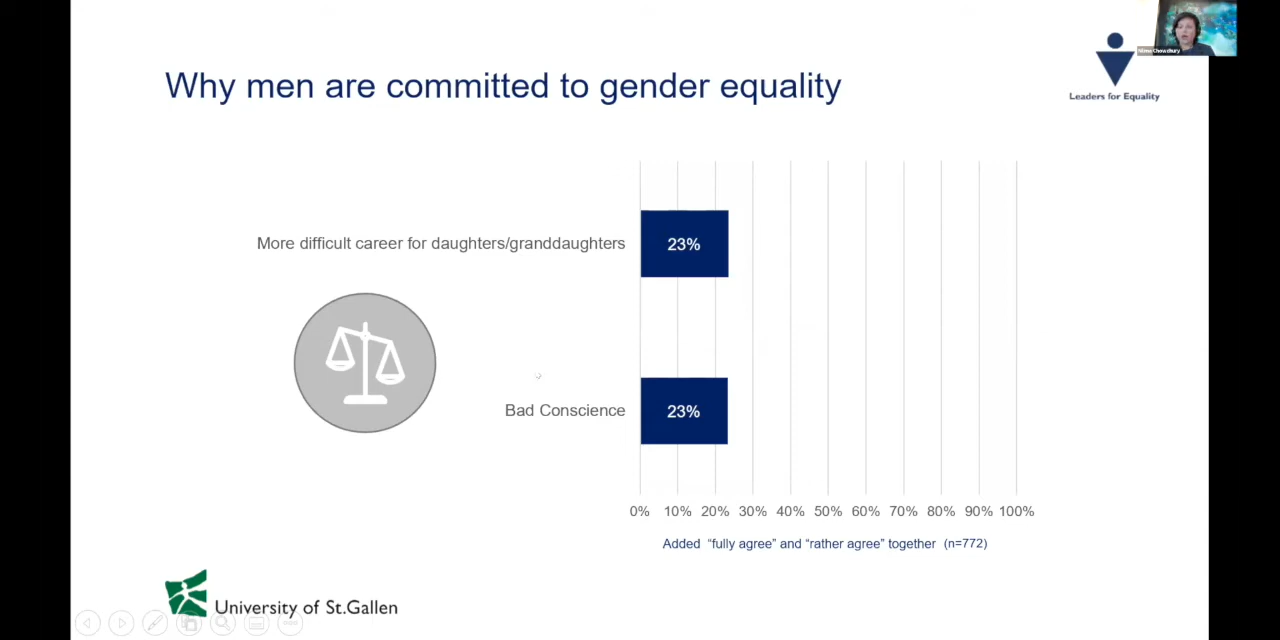 Why men are committed to gender equality
Leaders for Equality
Chowdhury
More difficult career for daughters/granddaughters
23%
Bad Conscience
23%
0% 10% 20% 30% 40% 50% 60% 70% 80% 90% 100%
Added “fully agree” and “rather agree” together (n=772)
University of St.Gallen